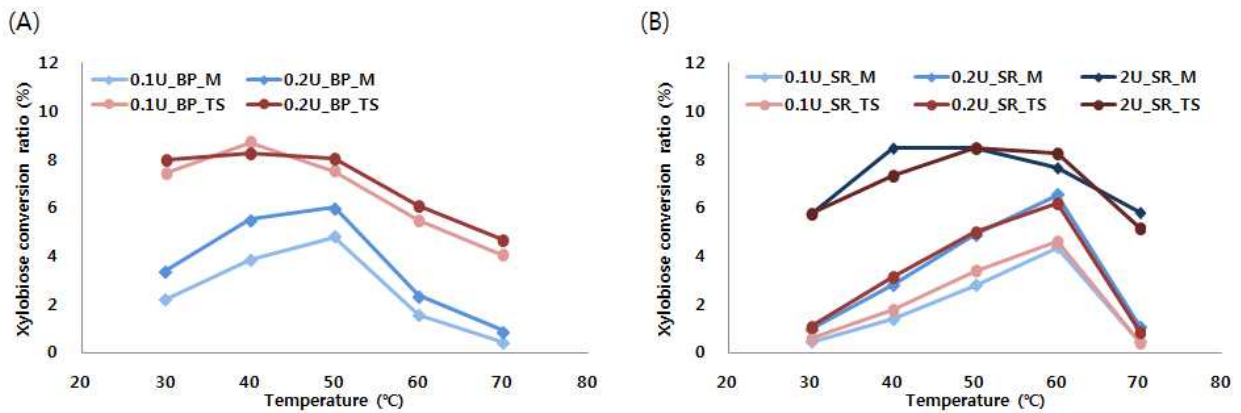 (A)
(B)
12
10
8
6
4
2
0
0.1U_BP_M
0.2U_BP_M
0.1U_BP_TS
0.2U_BP_TS
Xylobiose conversion ratio (%)
20 30 40 50 60 70 80
Temperature (℃)
12
10
8
6
4
2
0
0.1U_SR_M
0.2U_SR_M
2U_SR_M
0.1U_SR_TS
0.2U_SR_TS
2U_SR_TS
Xylobiose conversion ratio (%)
20 30 40 50 60 70 80
Temperature (℃)